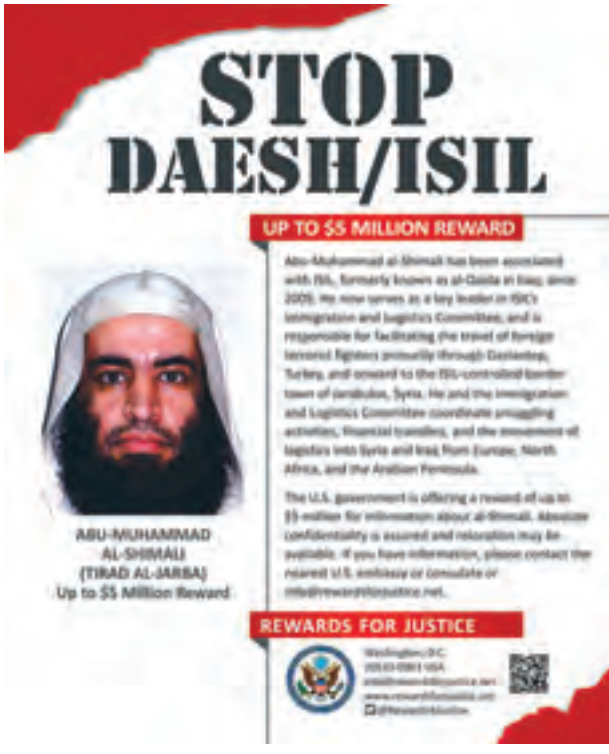 STOP
DAESH/ISIL
UP TO $5 MILLION REWARD
Abu-Muhammad al-Shimali has been associated
with ISIL, formerly known as al-Qaida in Iraq, since
2005. He now serves as a key leader in ISIL's
Immigration and Logistics Committee, and is
responsible for facilitating the travel of foreign
terrorist fighters primarily through Gaziantep,
Turkey, and onward to the ISIL-controlled border
town of Jarabulus, Syria. He and the Immigration
and Logistics Committee coordinate smuggling
activities, financial transfers, and the movement of
logistics into Syria and Iraq from Europe, North
Africa, and the Arabian Peninsula.
The U.S. government is offering a reward of up to
$5 million for information about al-Shimali. Absolute
confidentiality is assured and relocation may be
available. If you have information, please contact the
nearest U.S. embassy or consulate or
info@rewardsforjustice.net.
ABU-MUHAMMAD
AL-SHIMALI
(TIRAD AL-JARBA)
Up to $5 Million Reward
REWARDS FOR JUSTICE
Washington, D.C.
20522-0303 USA
info@rewardsforjustice.net
www.rewardsforjustice.net
@Rewards4Justice